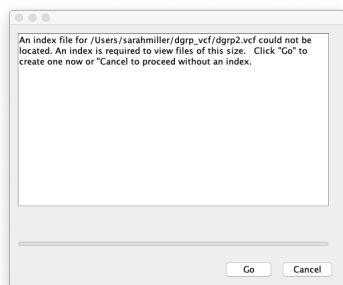 An index file for /Users/sarahmiller/dgrp_vcf/dgrp2.vcf could not be
located. An index is required to view files of this size.   Click "Go" to
create one now or "Cancel to proceed without an index.
Go Cancel